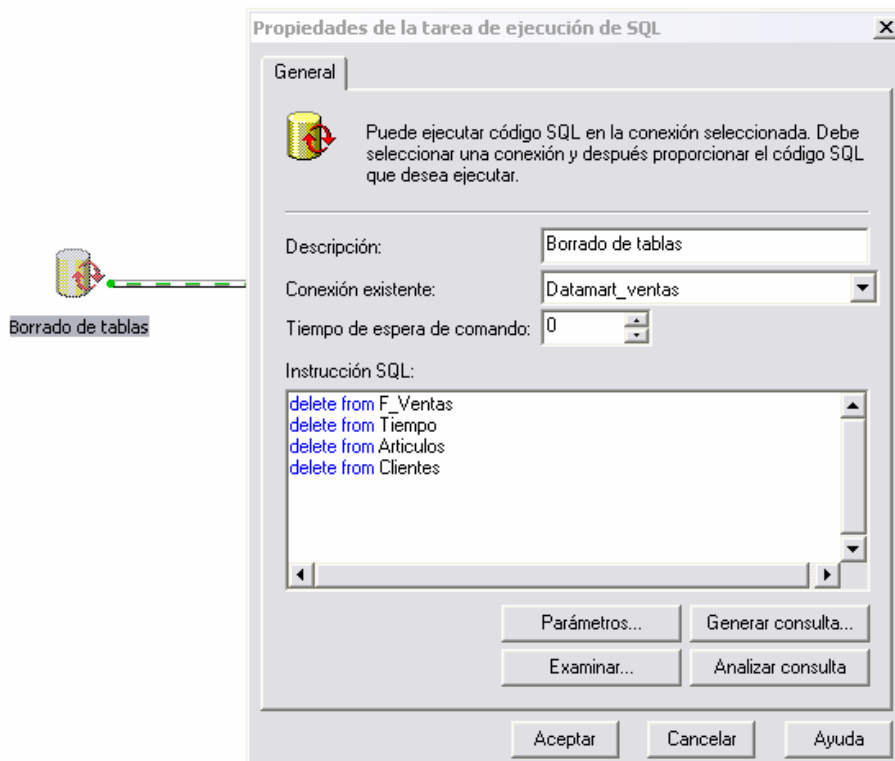 Propiedades de la tarea de ejecución de SQL
General
Puede ejecutar código SQL en la conexión seleccionada. Debe
seleccionar una conexión y después proporcionar el código SQL
que desea ejecutar.
Descripción:
Borrado de tablas
Conexión existente:
Datamart_ventas
Tiempo de espera de comando:
0
Borrado de tablas
Instrucción SQL:
delete from F_Ventas
delete from Tiempo
delete from Articulos
delete from Clientes
Parámetros...
Generar consulta...
Examinar...
Analizar consulta
Aceptar
Cancelar
Ayuda